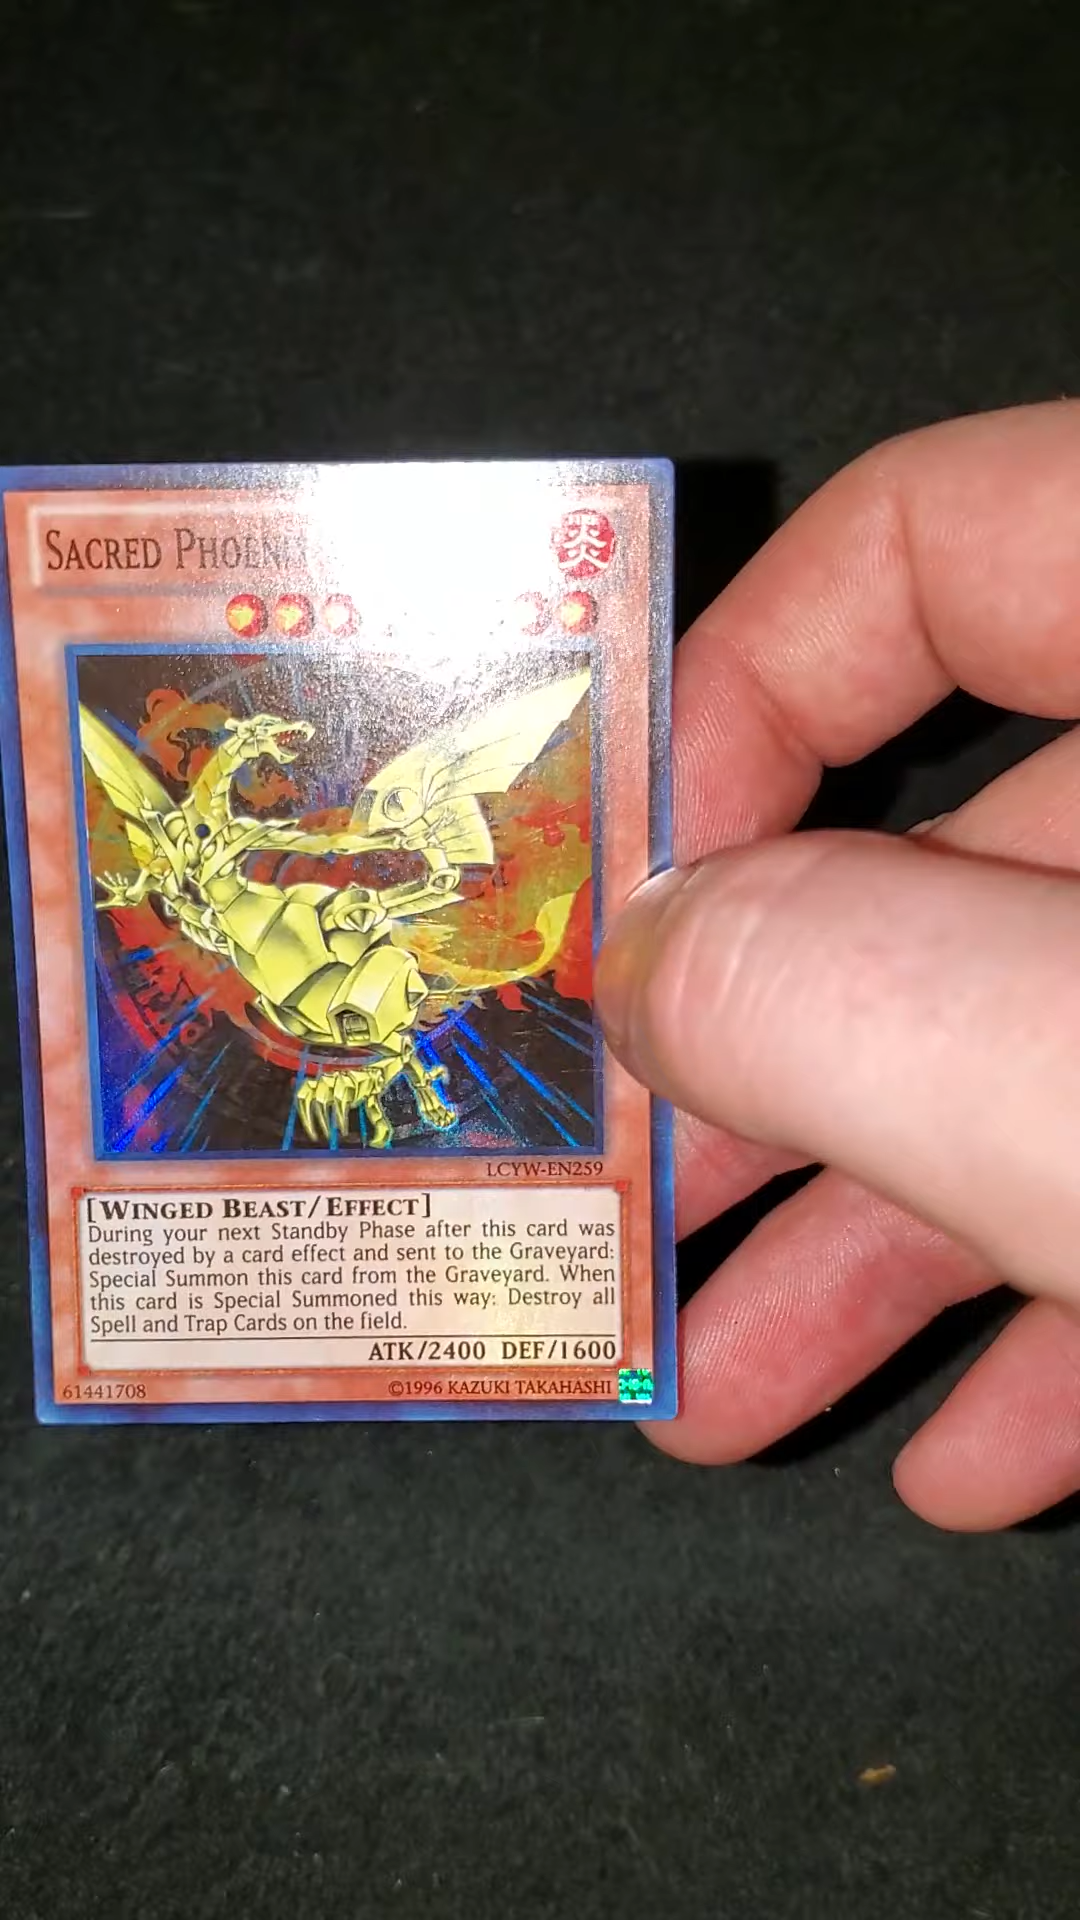 SACRED PHOENIX
炎
LCYW-EN259
[WINGED BEAST/EFFECT]
During your next Standby Phase after this card was
destroyed by a card effect and sent to the Graveyard:
Special Summon this card from the Graveyard. When
this card is Special Summoned this way: Destroy all
Spell and Trap Cards on the field.
ATK/2400 DEF/1600
61441708
©1996 KAZUKI TAKAHASHI